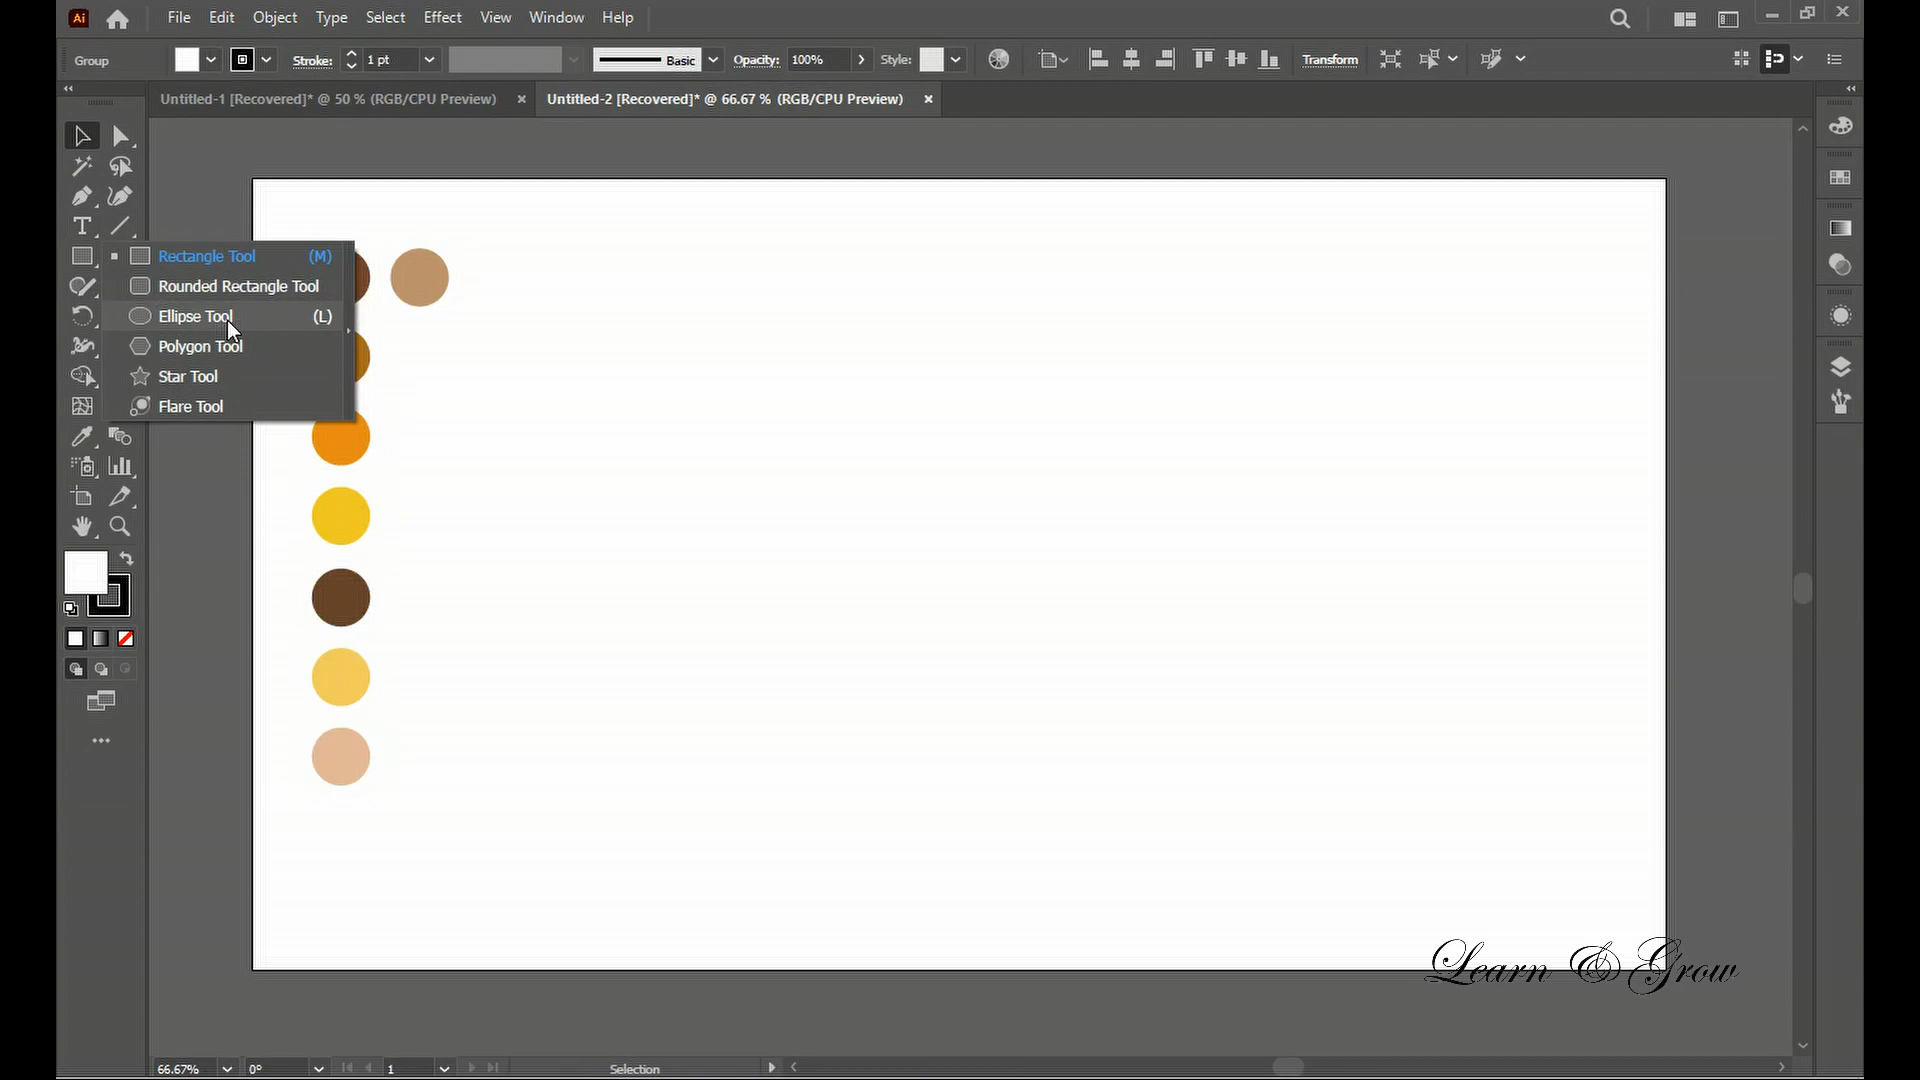 Ai File Edit Object Type Select Effect View Window Help
Group Stroke: 1 pt Basic Opacity: 100% Style: Transform
Untitled-1 [Recovered]* @ 50 % (RGB/CPU Preview) × Untitled-2 [Recovered]* @ 66.67 % (RGB/CPU Preview) ×
Rectangle Tool (M)
Rounded Rectangle Tool
Ellipse Tool (L)
Polygon Tool
Star Tool
Flare Tool
Learn & Grow
66.67% 0° 1 Selection